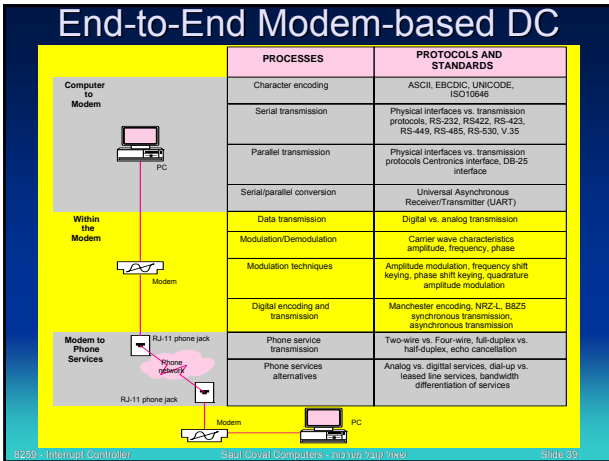 End-to-End Modem-based DC
PROCESSES
PROTOCOLS AND
STANDARDS
Computer
to
Modem
PC
Character encoding
ASCII, EBCDIC, UNICODE,
ISO10646
Serial transmission
Physical interfaces vs. transmission
protocols, RS-232, RS422, RS-423,
RS-449, RS-485, RS-530, V.35
Parallel transmission
Physical interfaces vs. transmission
protocols Centronics interface, DB-25
interface
Serial/parallel conversion
Universal Asynchronous
Receiver/Transmitter (UART)
Within
the
Modem
Modem
Data transmission
Digital vs. analog transmission
Modulation/Demodulation
Carrier wave characteristics
amplitude, frequency, phase
Modulation techniques
Amplitude modulation, frequency shift
keying, phase shift keying, quadrature
amplitude modulation
Digital encoding and
transmission
Manchester encoding, NRZ-L, B8Z5
synchronous transmission,
asynchronous transmission
Modem to
Phone
Services
RJ-11 phone jack
Phone
network
RJ-11 phone jack
Phone service
transmission
Two-wire vs. Four-wire, full-duplex vs.
half-duplex, echo cancellation
Phone services
alternatives
Analog vs. digittal services, dial-up vs.
leased line services, bandwidth
differentiation of services
Modem
PC
8259 - Interrupt Controller
Saul Coval Computers - שאול קובל מערכות
Slide 39